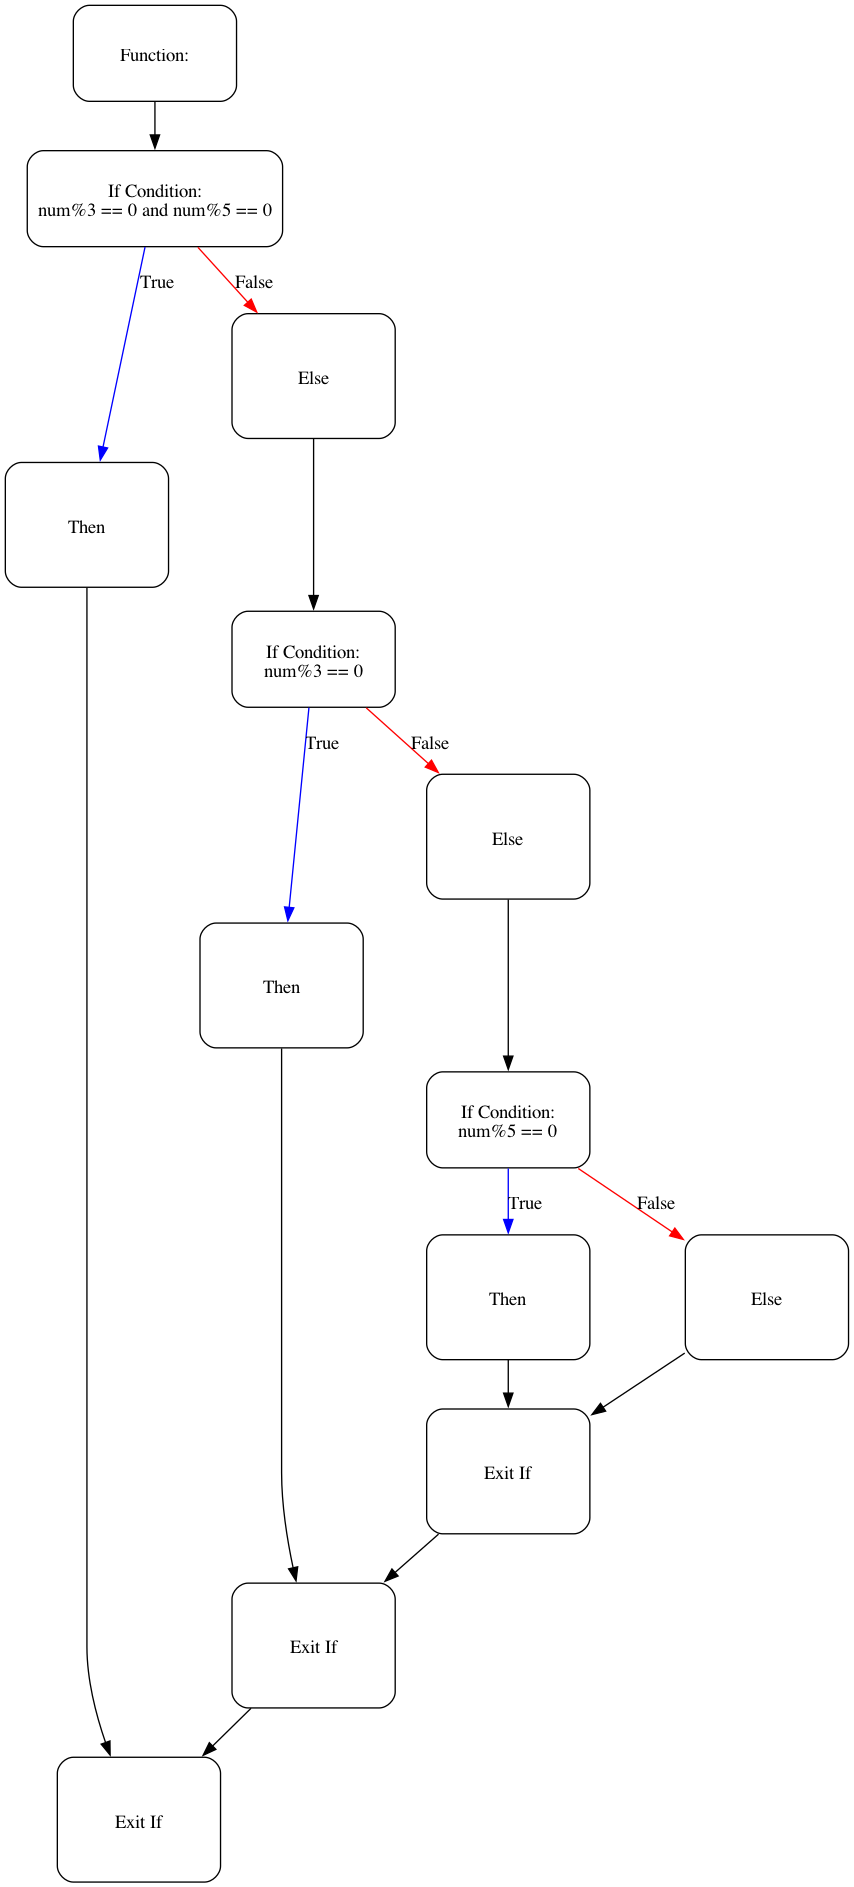 Function:
If Condition:
num%3 == 0 and num%5 == 0
True
False
Else
Then
If Condition:
num%3 == 0
True
False
Else
Then
If Condition:
num%5 == 0
True
False
Then
Else
Exit If
Exit If
Exit If